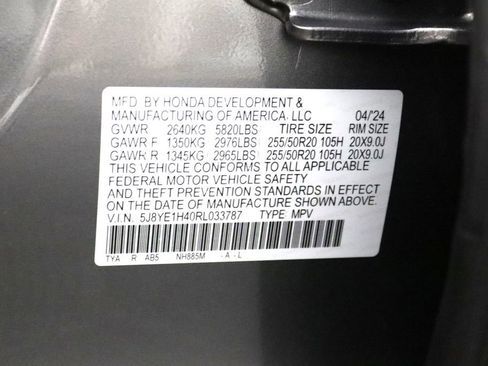 MFD. BY HONDA DEVELOPMENT &
MANUFACTURING OF AMERICA, LLC 04/'24
GVWR 2640KG 5820LBS TIRE SIZE RIM SIZE
GAWR F 1350KG 2976LBS 255/50R20 105H 20X9.0J
GAWR R 1345KG 2965LBS 255/50R20 105H 20X9.0J
THIS VEHICLE CONFORMS TO ALL APPLICABLE
FEDERAL MOTOR VEHICLE SAFETY
AND THEFT PREVENTION STANDARDS IN EFFECT
ON THE DATE OF MANUFACTURE SHOWN ABOVE.
V.I.N. 5J8YE1H40RL033787 TYPE MPV
TYA -R AB5 NH885M -A -L